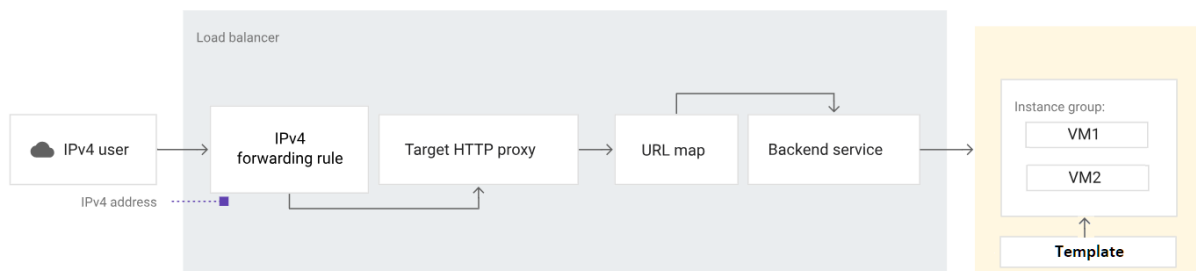 Load balancer
IPv4 user
IPv4 address
IPv4
forwarding rule
Target HTTP proxy
URL map
Backend service
Instance group:
VM1
VM2
Template